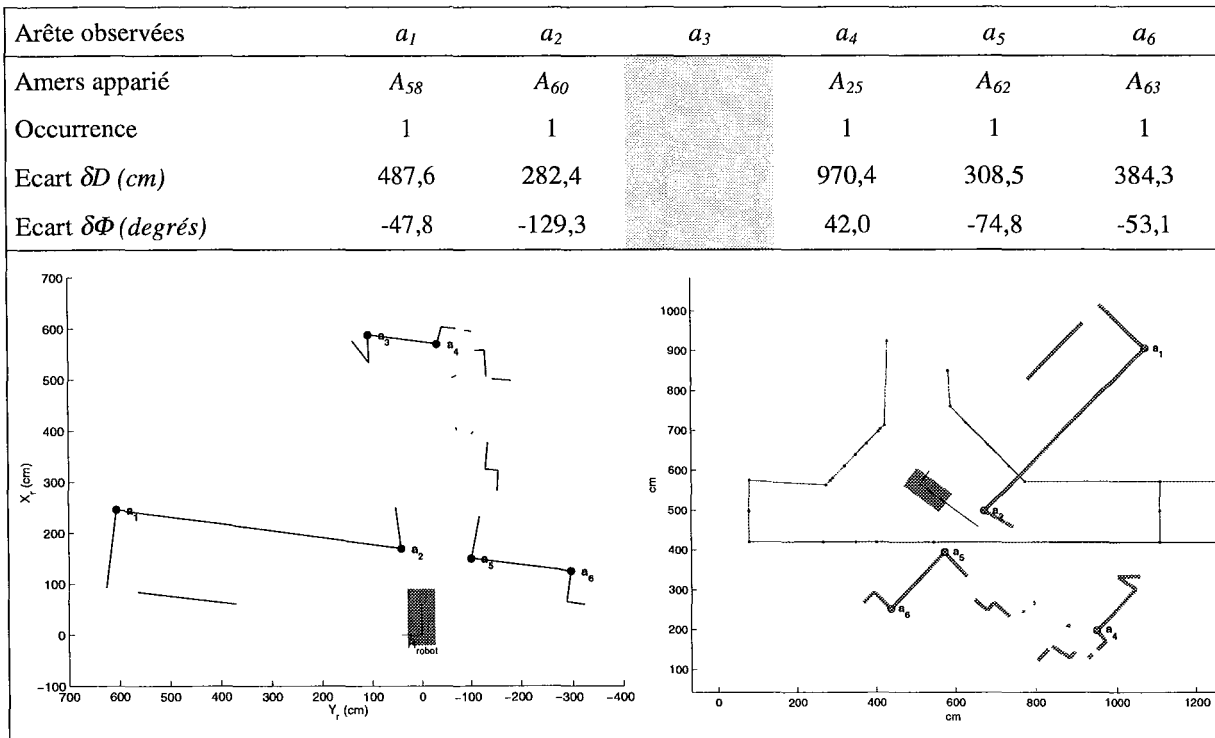 Arête observées a1 a2 a3 a4 a5 a6
Amers apparié A58 A60 A25 A62 A63
Occurrence 1 1 1 1 1
Ecart δD (cm) 487,6 282,4 970,4 308,5 384,3
Ecart δΦ (degrés) -47,8 -129,3 42,0 -74,8 -53,1
700
600
500
400
300
200
100
0
-100
Xr (cm)
a3
a4
a1
a2
a5
a6
robot
700 600 500 400 300 200 100 0 -100 -200 -300 -400
Yr (cm)
1000
900
800
700
600
500
400
300
200
100
cm
a1
a2
a5
a6
a4
0 200 400 600 800 1000 1200
cm